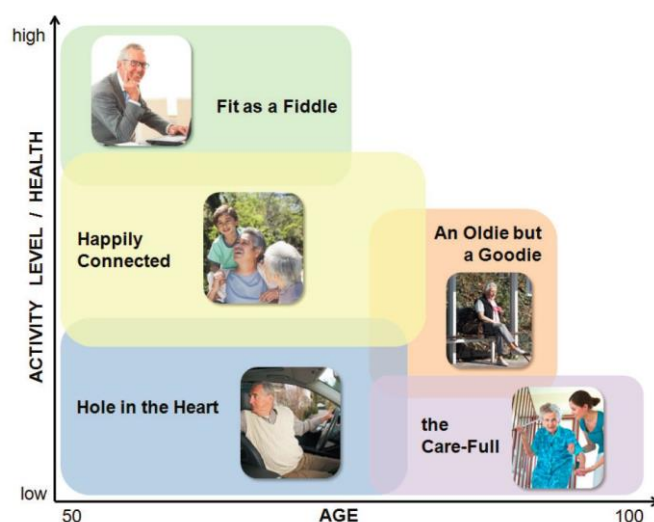 high
Fit as a Fiddle
ACTIVITY LEVEL / HEALTH
Happily
Connected
An Oldie but
a Goodie
Hole in the Heart
the
Care-Full
low
50
AGE
100